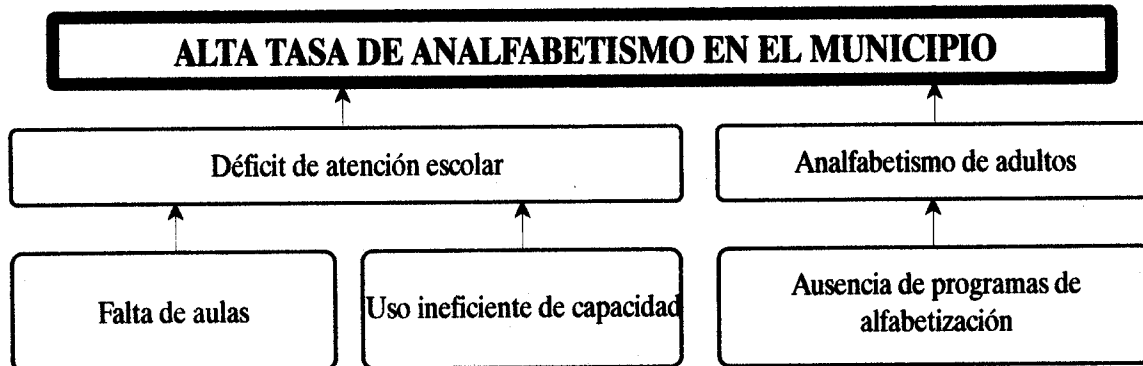 ALTA TASA DE ANALFABETISMO EN EL MUNICIPIO
Déficit de atención escolar
Analfabetismo de adultos
Falta de aulas
Uso ineficiente de capacidad
Ausencia de programas de
alfabetización